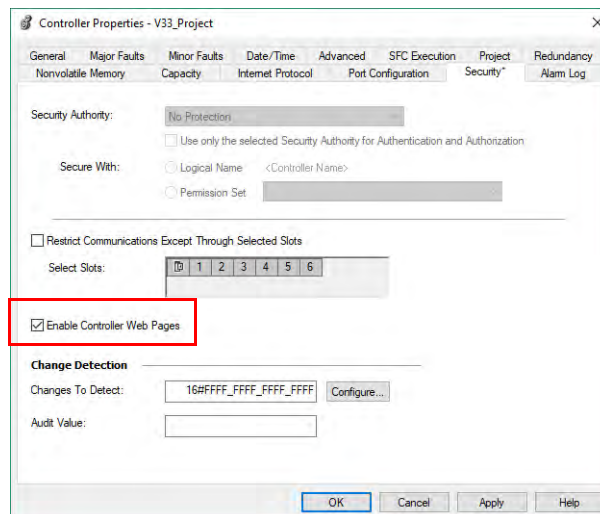 Controller Properties - V33_Project
General Major Faults Minor Faults Date/Time Advanced SFC Execution Project Redundancy
Nonvolatile Memory Capacity Internet Protocol Port Configuration Security* Alarm Log
Security Authority: No Protection
Use only the selected Security Authority for Authentication and Authorization
Secure With: Logical Name <Controller Name>
Permission Set
Restrict Communications Except Through Selected Slots
Select Slots: 1 2 3 4 5 6
Enable Controller Web Pages
Change Detection
Changes To Detect: 16#FFFF_FFFF_FFFF_FFFF Configure...
Audit Value:
OK Cancel Apply Help